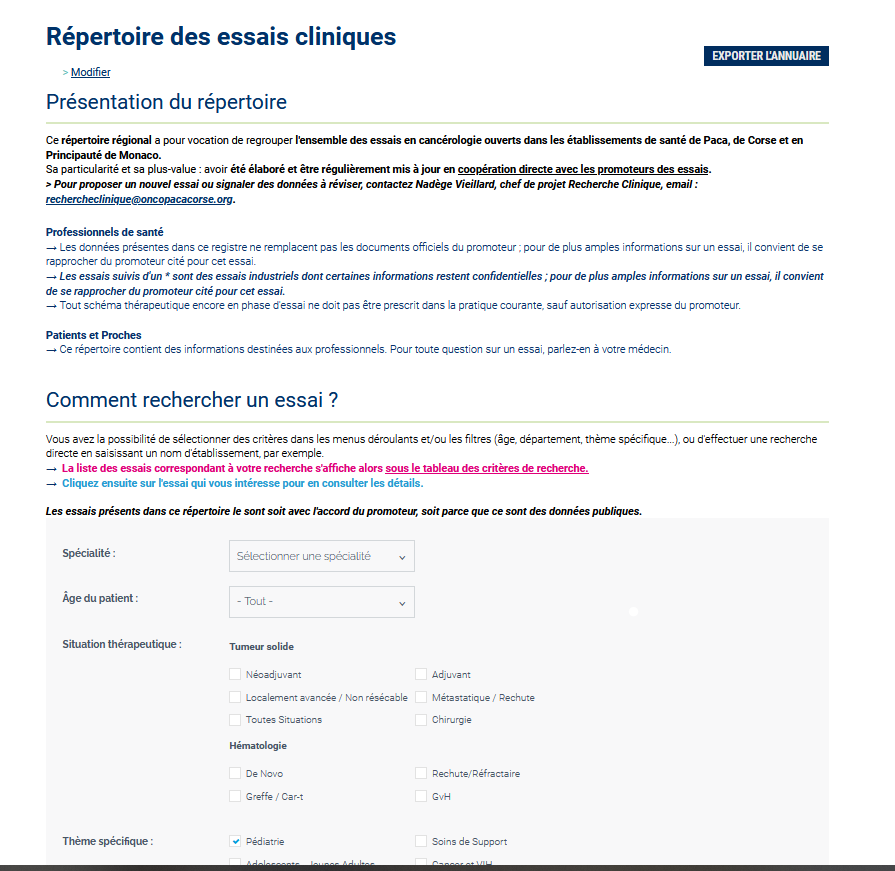 Répertoire des essais cliniques
EXPORTER L'ANNUAIRE
> Modifier
Présentation du répertoire
Ce répertoire régional a pour vocation de regrouper l'ensemble des essais en cancérologie ouverts dans les établissements de santé de Paca, de Corse et en
Principauté de Monaco.
Sa particularité et sa plus-value : avoir été élaboré et être régulièrement mis à jour en coopération directe avec les promoteurs des essais.
> Pour proposer un nouvel essai ou signaler des données à réviser, contactez Nadège Vieillard, chef de projet Recherche Clinique, email :
rechercheclinique@oncopacacorse.org.
Professionnels de santé
→ Les données présentes dans ce registre ne remplacent pas les documents officiels du promoteur ; pour de plus amples informations sur un essai, il convient de se
rapprocher du promoteur cité pour cet essai.
→ Les essais suivis d'un * sont des essais industriels dont certaines informations restent confidentielles ; pour de plus amples informations sur un essai, il convient
de se rapprocher du promoteur cité pour cet essai.
→ Tout schéma thérapeutique encore en phase d'essai ne doit pas être prescrit dans la pratique courante, sauf autorisation expresse du promoteur.
Patients et Proches
→ Ce répertoire contient des informations destinées aux professionnels. Pour toute question sur un essai, parlez-en à votre médecin.
Comment rechercher un essai ?
Vous avez la possibilité de sélectionner des critères dans les menus déroulants et/ou les filtres (âge, département, thème spécifique...), ou d'effectuer une recherche
directe en saisissant un nom d'établissement, par exemple.
→ La liste des essais correspondant à votre recherche s'affiche alors sous le tableau des critères de recherche.
→ Cliquez ensuite sur l'essai qui vous intéresse pour en consulter les détails.
Les essais présents dans ce répertoire le sont soit avec l'accord du promoteur, soit parce que ce sont des données publiques.
Spécialité : Sélectionner une spécialité
Âge du patient : - Tout -
Situation thérapeutique : Tumeur solide
Néoadjuvant Adjuvant
Localement avancée / Non résécable Métastatique / Rechute
Toutes Situations Chirurgie
Hématologie
De Novo Rechute/Réfractaire
Greffe / Car-t GvH
Thème spécifique : Pédiatrie Soins de Support
Adolescents - Jeunes Adultes Cancer et VIH